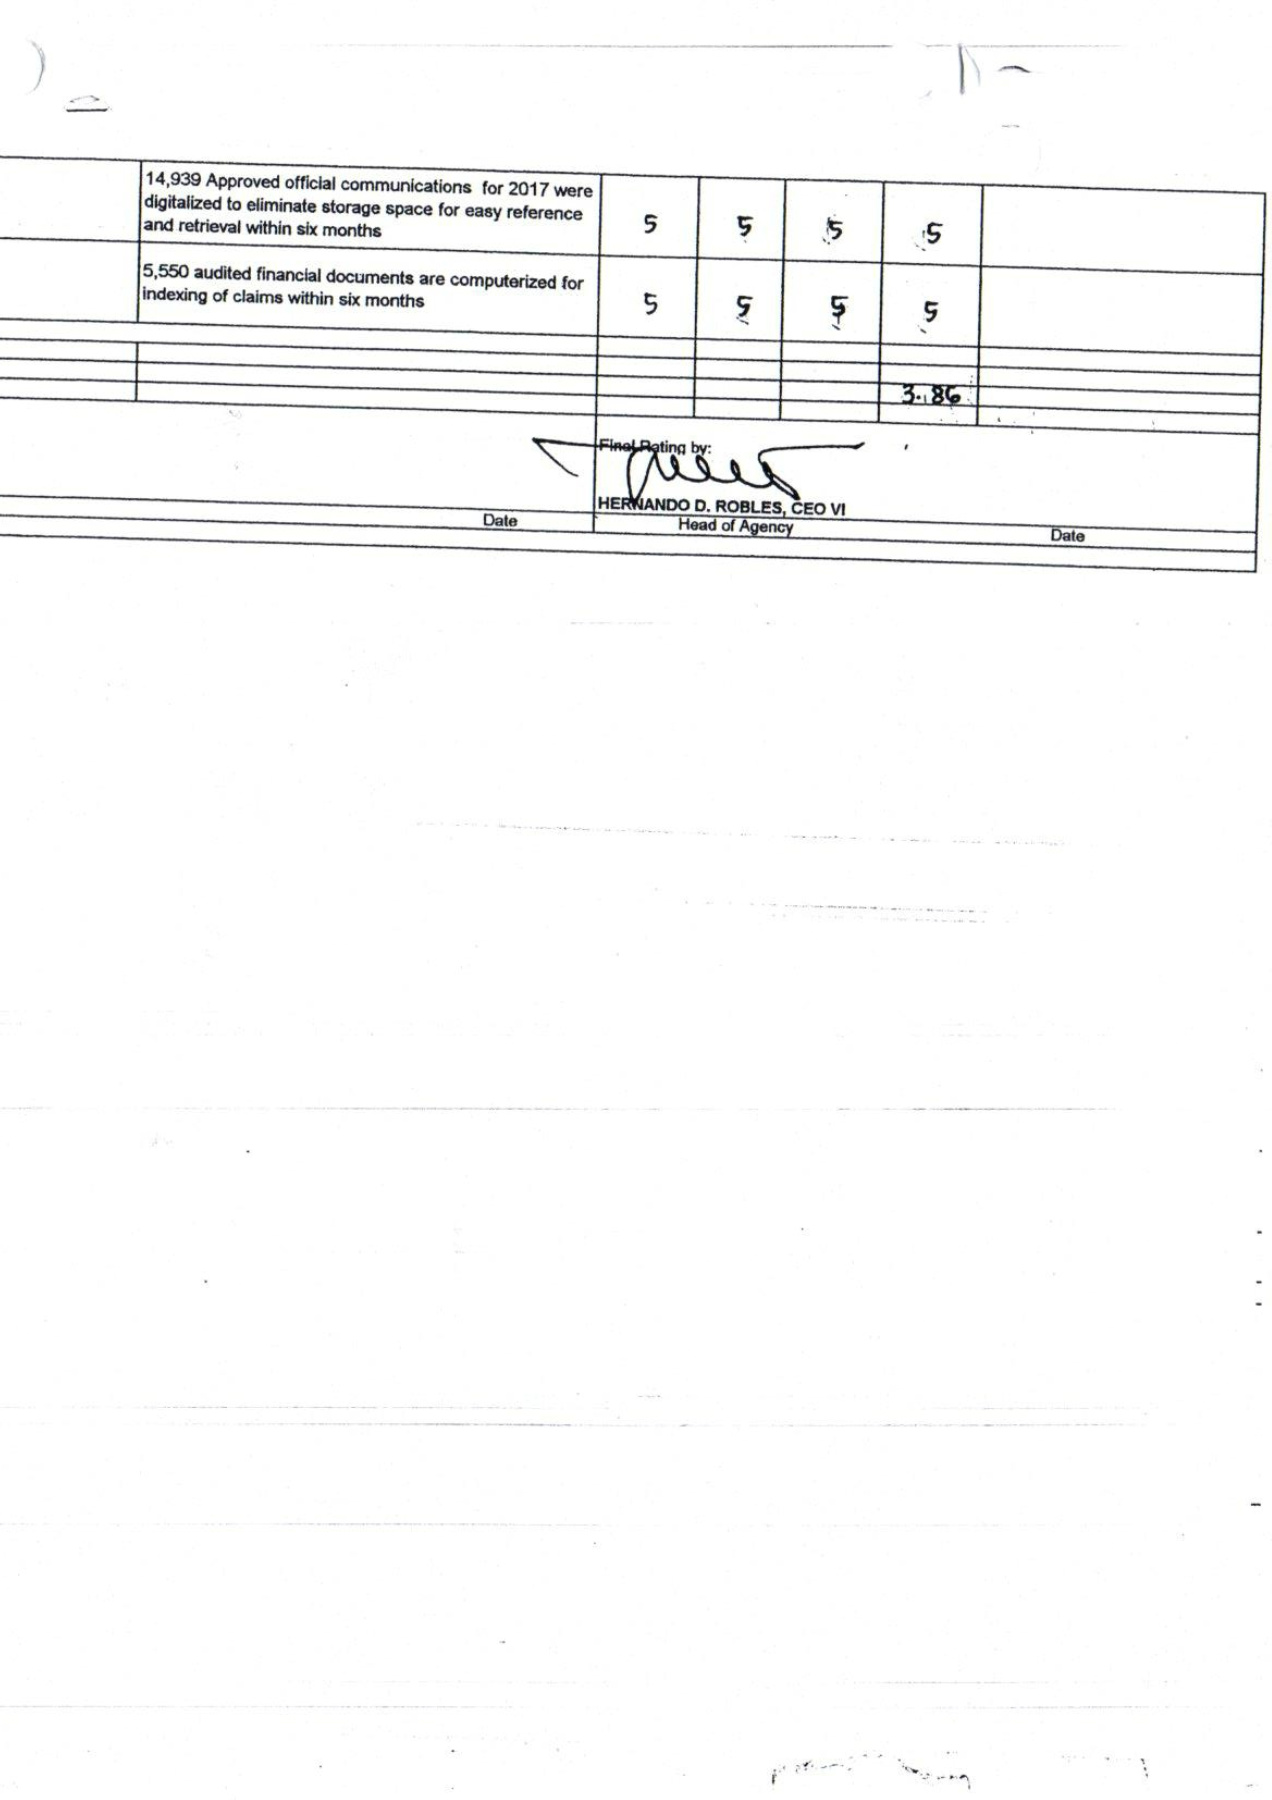 14,939 Approved official communications for 2017 were
digitalized to eliminate storage space for easy reference
and retrieval within six months
5 5 5 5
5,550 audited financial documents are computerized for
indexing of claims within six months
5 5 5 5
3.86
Final Rating by:
HERNANDO D. ROBLES, CEO VI
Date Head of Agency Date